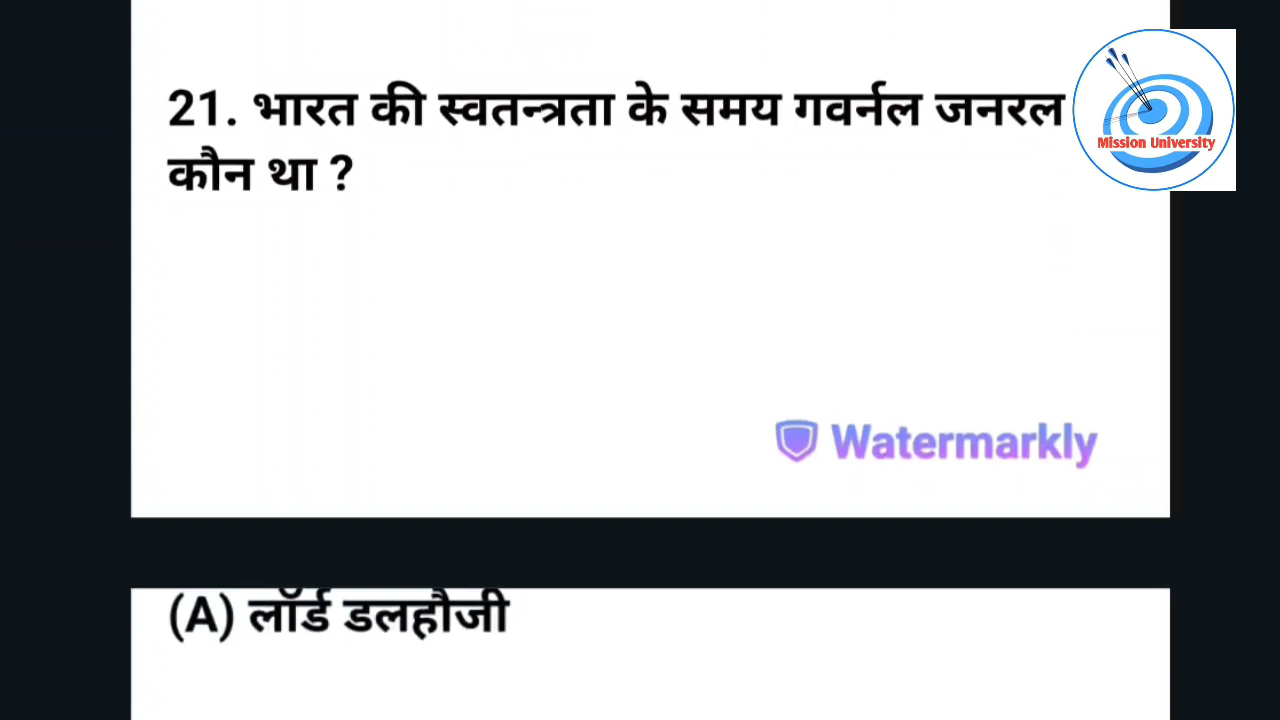 21. भारत की स्वतन्त्रता के समय गवर्नल जनरल
कौन था ?
Mission University
Watermarkly
(A) लॉर्ड डलहौजी